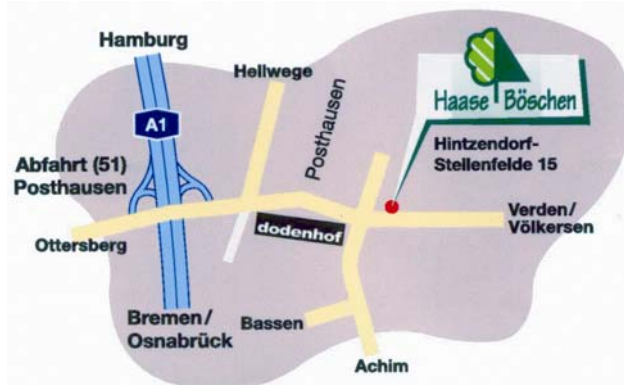 Hamburg
Hellwege
Posthausen
Haase Böschen
A1
Hintzendorf-
Stellenfelde 15
Abfahrt (51)
Posthausen
Verden/
Völkersen
dodenhof
Ottersberg
Bremen/
Osnabrück
Bassen
Achim